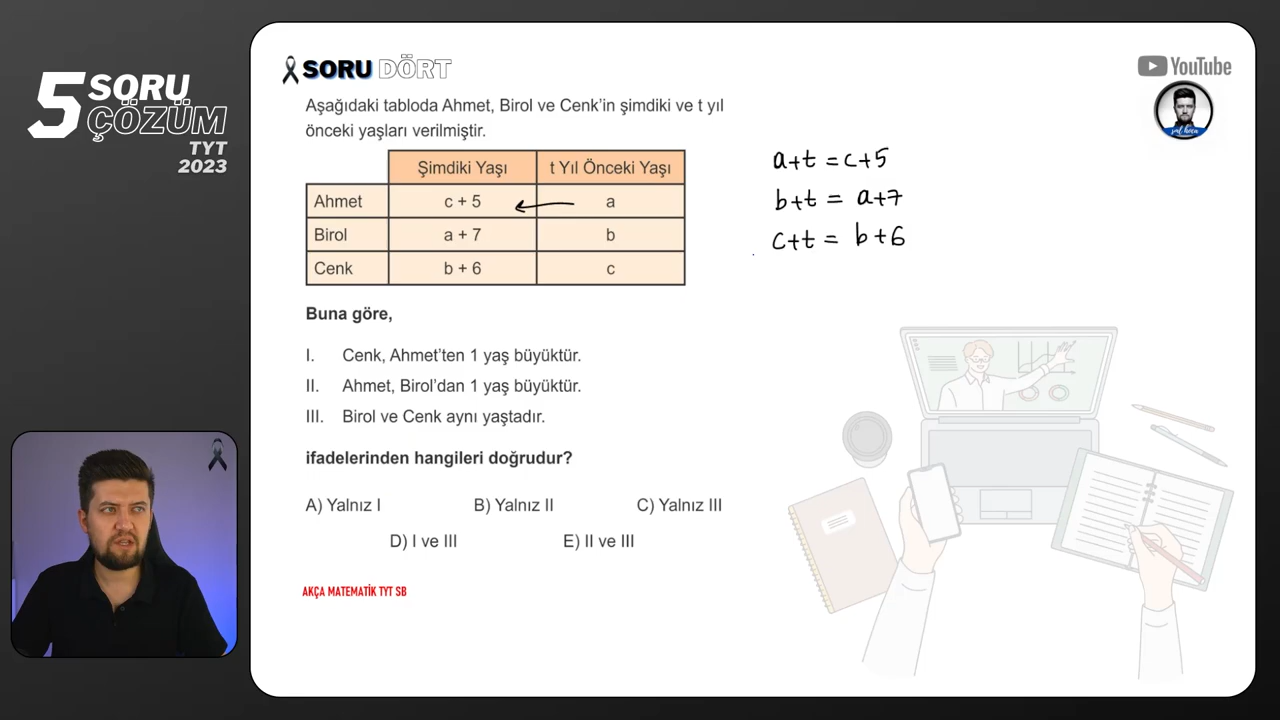 5 SORU
ÇÖZÜM
TYT
2023
SORU DÖRT
YouTube
Aşağıdaki tabloda Ahmet, Birol ve Cenk'in şimdiki ve t yıl
önceki yaşları verilmiştir.
Şimdiki Yaşı t Yıl Önceki Yaşı
Ahmet c + 5 a
Birol a + 7 b
Cenk b + 6 c
a+t = c+5
b+t = a+7
c+t = b+6
Buna göre,
I. Cenk, Ahmet'ten 1 yaş büyüktür.
II. Ahmet, Birol'dan 1 yaş büyüktür.
III. Birol ve Cenk aynı yaştadır.
ifadelerinden hangileri doğrudur?
A) Yalnız I B) Yalnız II C) Yalnız III
D) I ve III E) II ve III
AKÇA MATEMATİK TYT SB